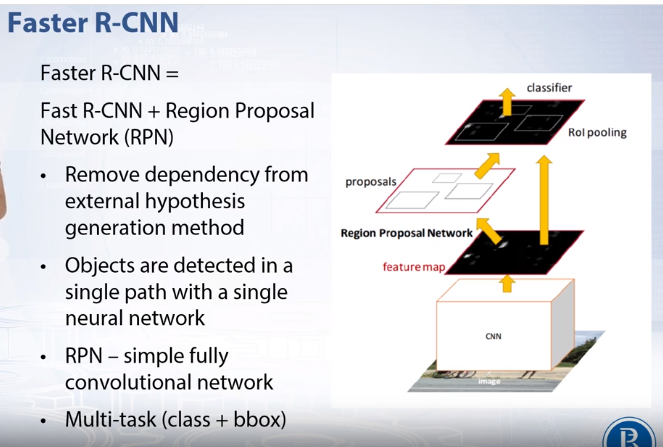 Faster R-CNN
Faster R-CNN =
Fast R-CNN + Region Proposal
Network (RPN)
• Remove dependency from
external hypothesis
generation method
• Objects are detected in a
single path with a single
neural network
• RPN – simple fully
convolutional network
• Multi-task (class + bbox)
classifier
RoI pooling
proposals
Region Proposal Network
feature map
CNN
image